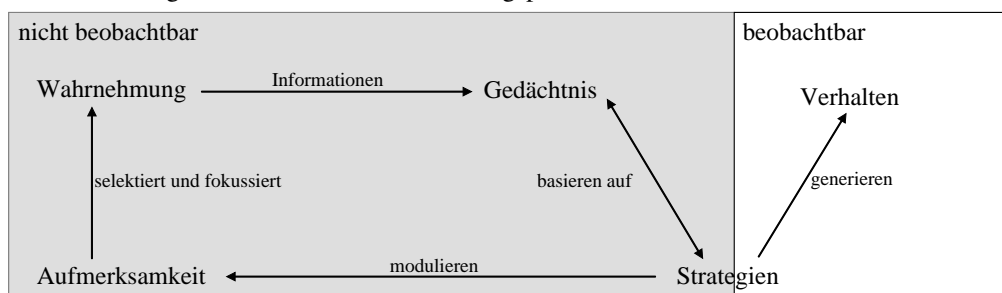 nicht beobachtbar
beobachtbar
Informationen
Wahrnehmung
Gedächtnis
Verhalten
selektiert und fokussiert
basieren auf
generieren
modulieren
Aufmerksamkeit
Strategien